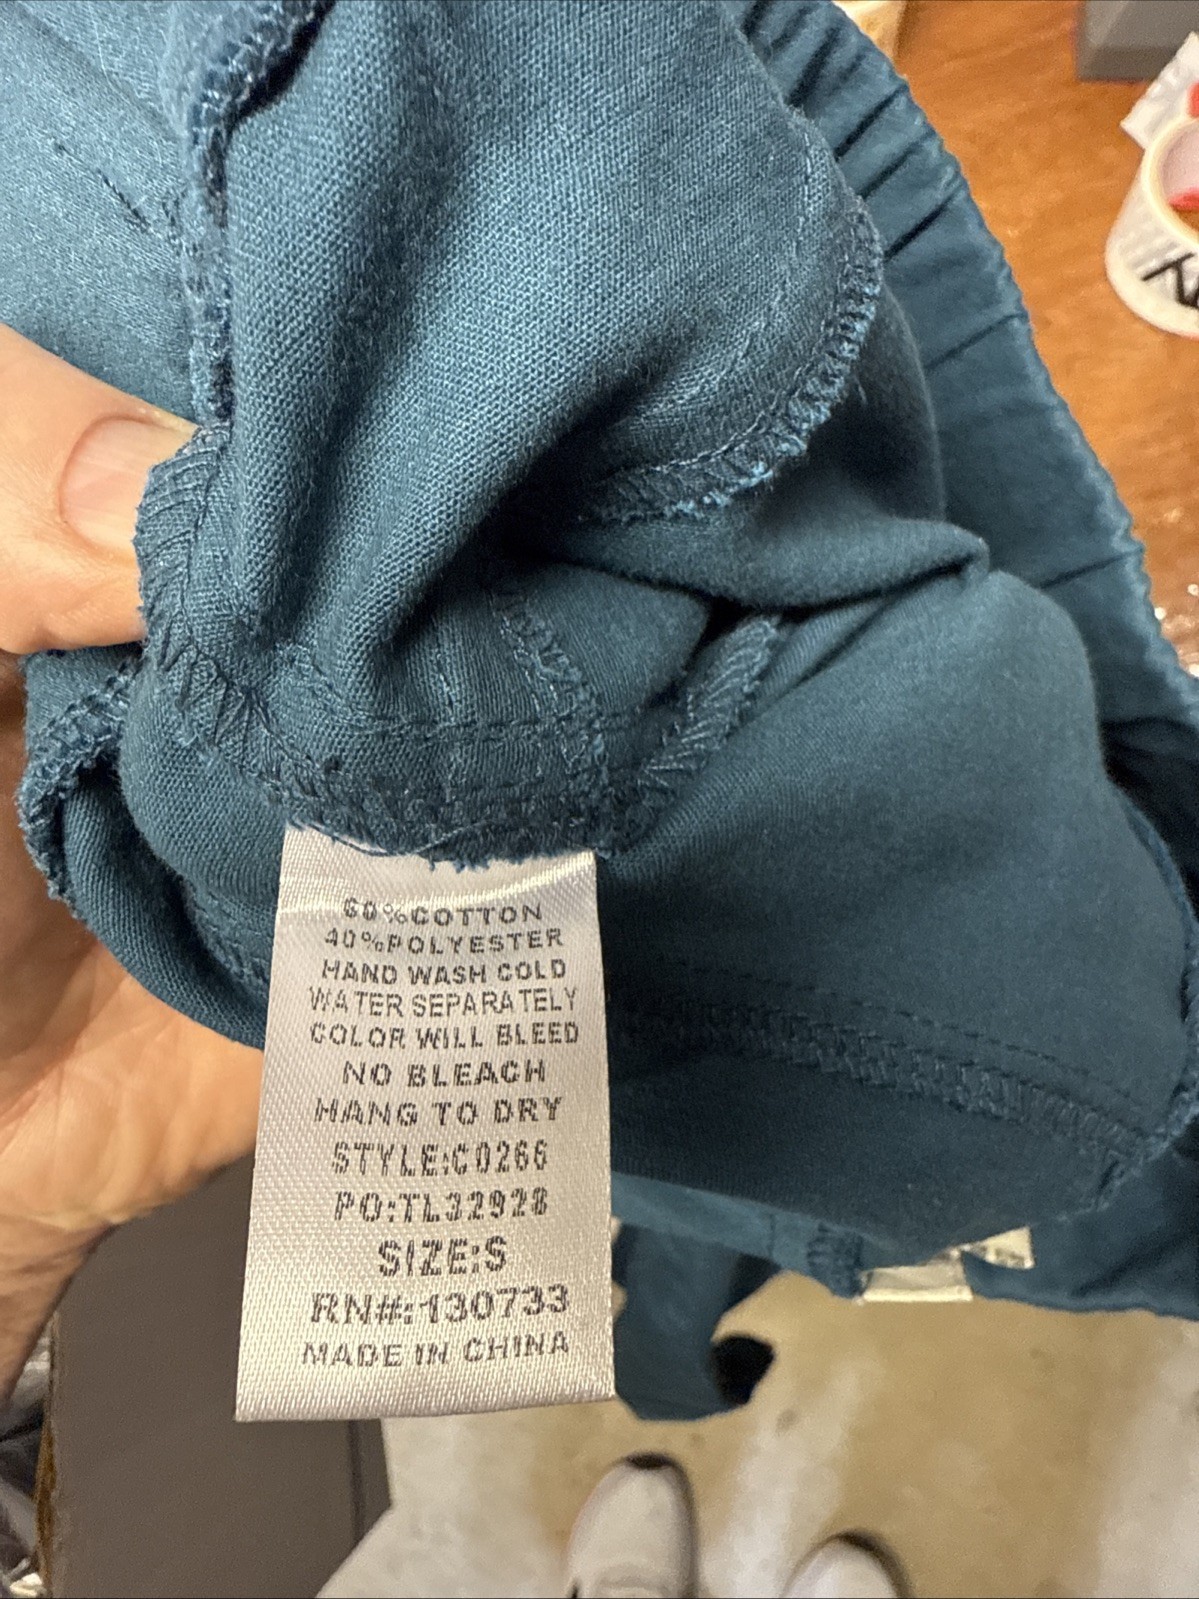 60%COTTON
40%POLYESTER
HAND WASH COLD
WATER SEPARATELY
COLOR WILL BLEED
NO BLEACH
HANG TO DRY
STYLE:C0266
PO:TL32928
SIZE:S
RN#:130733
MADE IN CHINA